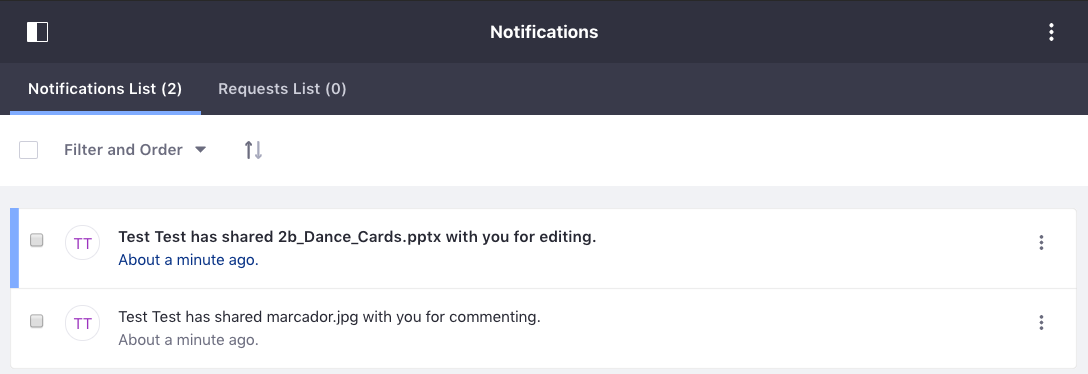 Notifications
Notifications List (2) Requests List (0)
Filter and Order
TT
Test Test has shared 2b_Dance_Cards.pptx with you for editing.
About a minute ago.
TT
Test Test has shared marcador.jpg with you for commenting.
About a minute ago.